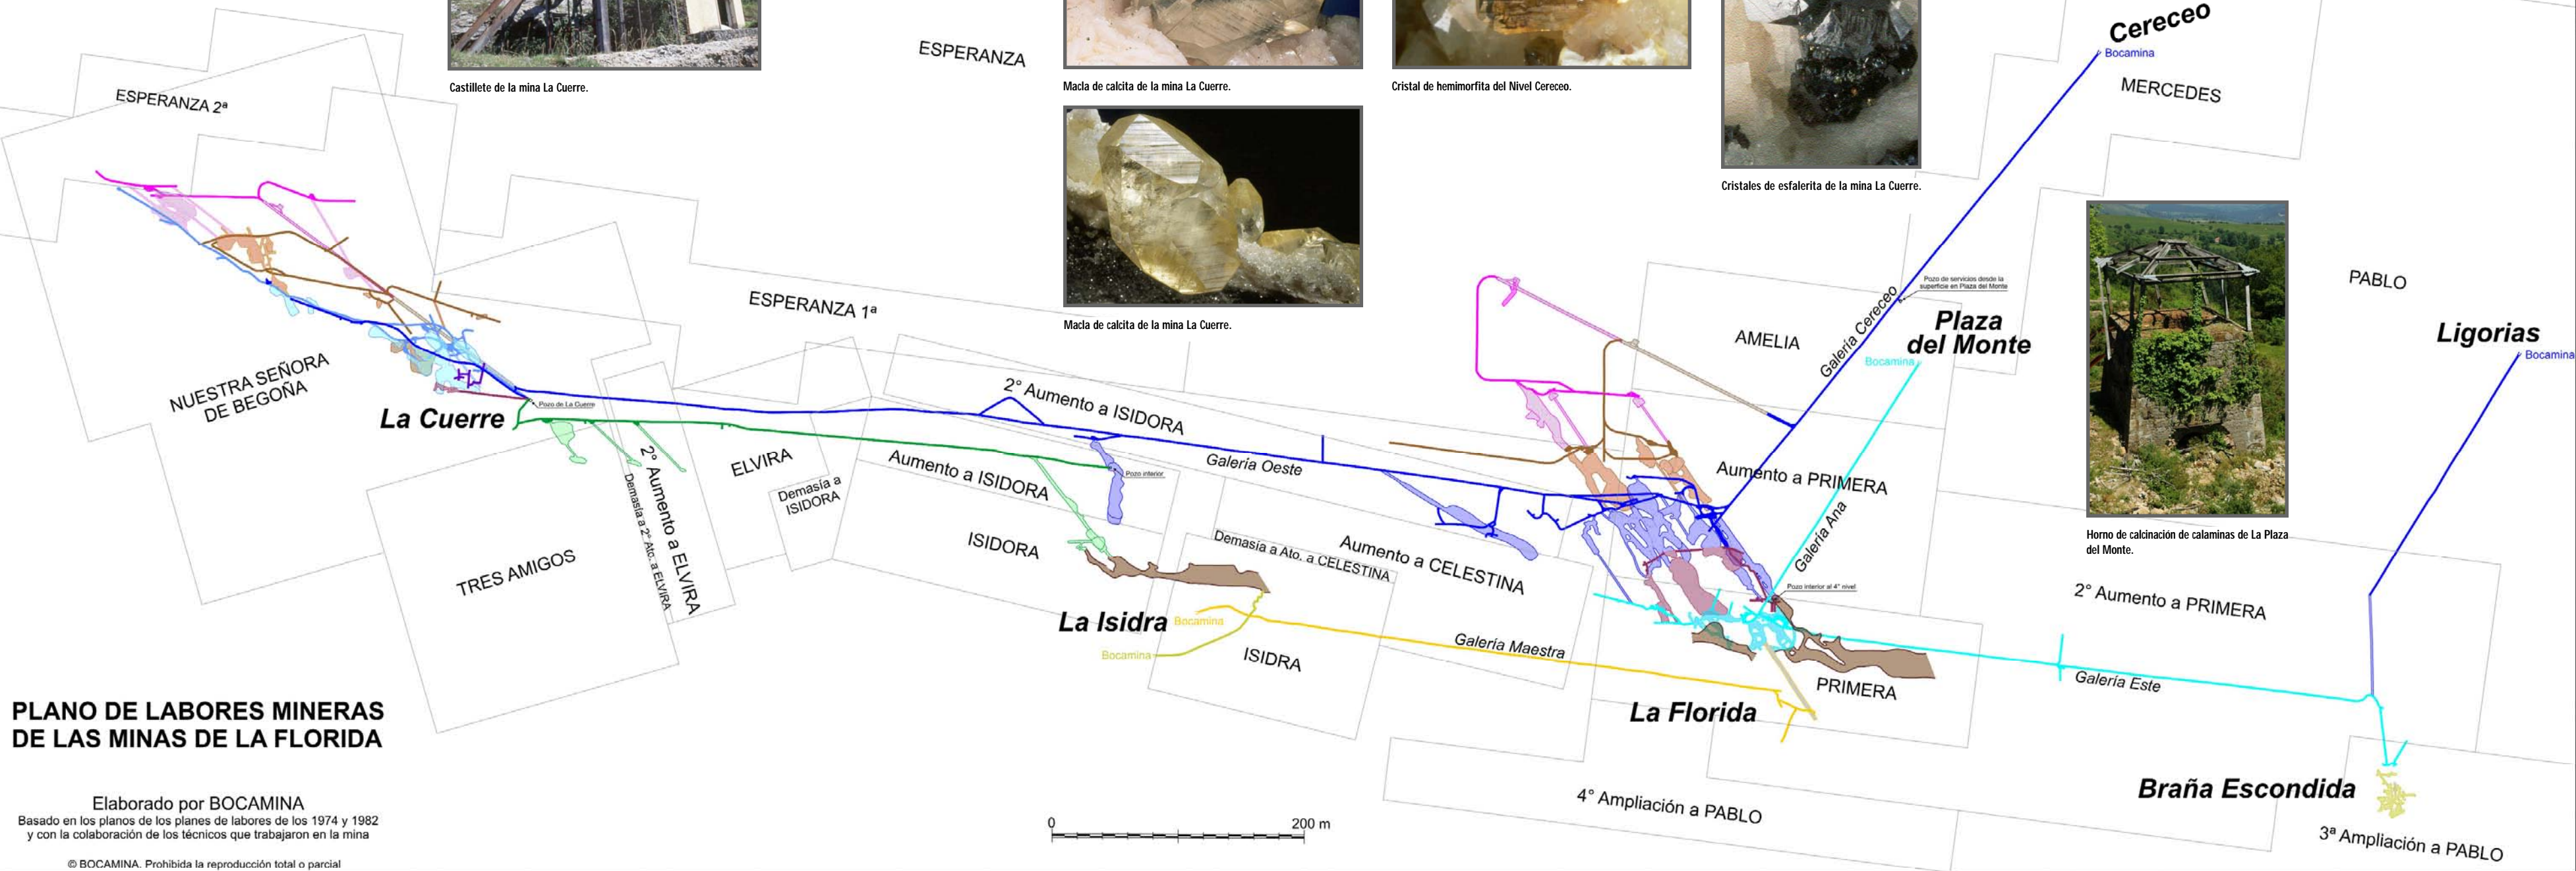 Cereceo
Bocamina
ESPERANZA
Castillete de la mina La Cuerre.
Macla de calcita de la mina La Cuerre.
Cristal de hemimorfita del Nivel Cereceo.
MERCEDES
ESPERANZA 2ª
Cristales de esfalerita de la mina La Cuerre.
Pozo de servicios desde la
superficie en Plaza del Monte
PABLO
ESPERANZA 1ª
Macla de calcita de la mina La Cuerre.
Galería Cereceo
AMELIA
Plaza
del Monte
Bocamina
Ligorias
Bocamina
NUESTRA SEÑORA
DE BEGOÑA
La Cuerre
Pozo de La Cuerre
2° Aumento a ISIDORA
ELVIRA
Demasía a
ISIDORA
Aumento a ISIDORA
Pozo interior
Galería Oeste
Aumento a PRIMERA
2° Aumento a ELVIRA
Demasía a 2° Ato. a ELVIRA
Galería Ana
Horno de calcinación de calaminas de La Plaza
del Monte.
TRES AMIGOS
ISIDORA
Demasía a Ato. a CELESTINA
Aumento a CELESTINA
Pozo interior al 4° nivel
2° Aumento a PRIMERA
La Isidra
Bocamina
Bocamina
ISIDRA
Galería Maestra
PRIMERA
Galería Este
La Florida
PLANO DE LABORES MINERAS
DE LAS MINAS DE LA FLORIDA
Braña Escondida
4° Ampliación a PABLO
3ª Ampliación a PABLO
Elaborado por BOCAMINA
Basado en los planos de los planes de labores de los 1974 y 1982
y con la colaboración de los técnicos que trabajaron en la mina
0 200 m
© BOCAMINA. Prohibida la reproducción total o parcial